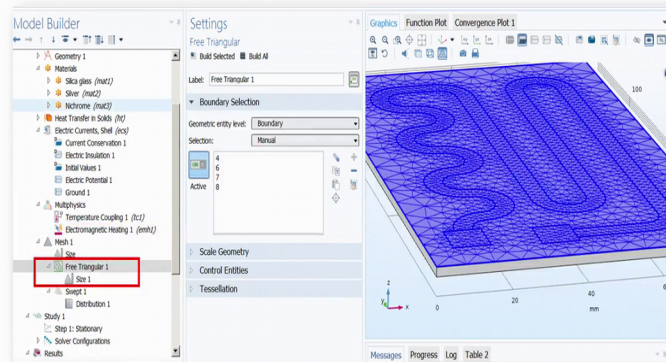 Model Builder
Geometry 1
Materials
Silica glass (mat1)
Silver (mat2)
Nichrome (mat3)
Heat Transfer in Solids (ht)
Electric Currents, Shell (ecs)
Current Conservation 1
Electric Insulation 1
Initial Values 1
Electric Potential 1
Ground 1
Multiphysics
Temperature Coupling 1 (tc1)
Electromagnetic Heating 1 (emh1)
Mesh 1
Size
Free Triangular 1
Size 1
Swept 1
Distribution 1
Study 1
Step 1: Stationary
Solver Configurations
Results
Settings
Free Triangular
Build Selected Build All
Label: Free Triangular 1
Boundary Selection
Geometric entity level: Boundary
Selection: Manual
4
6
7
8
Active
Scale Geometry
Control Entities
Tessellation
Graphics Function Plot Convergence Plot 1
100
0
20
40
mm
z
y
x
Messages Progress Log Table 2